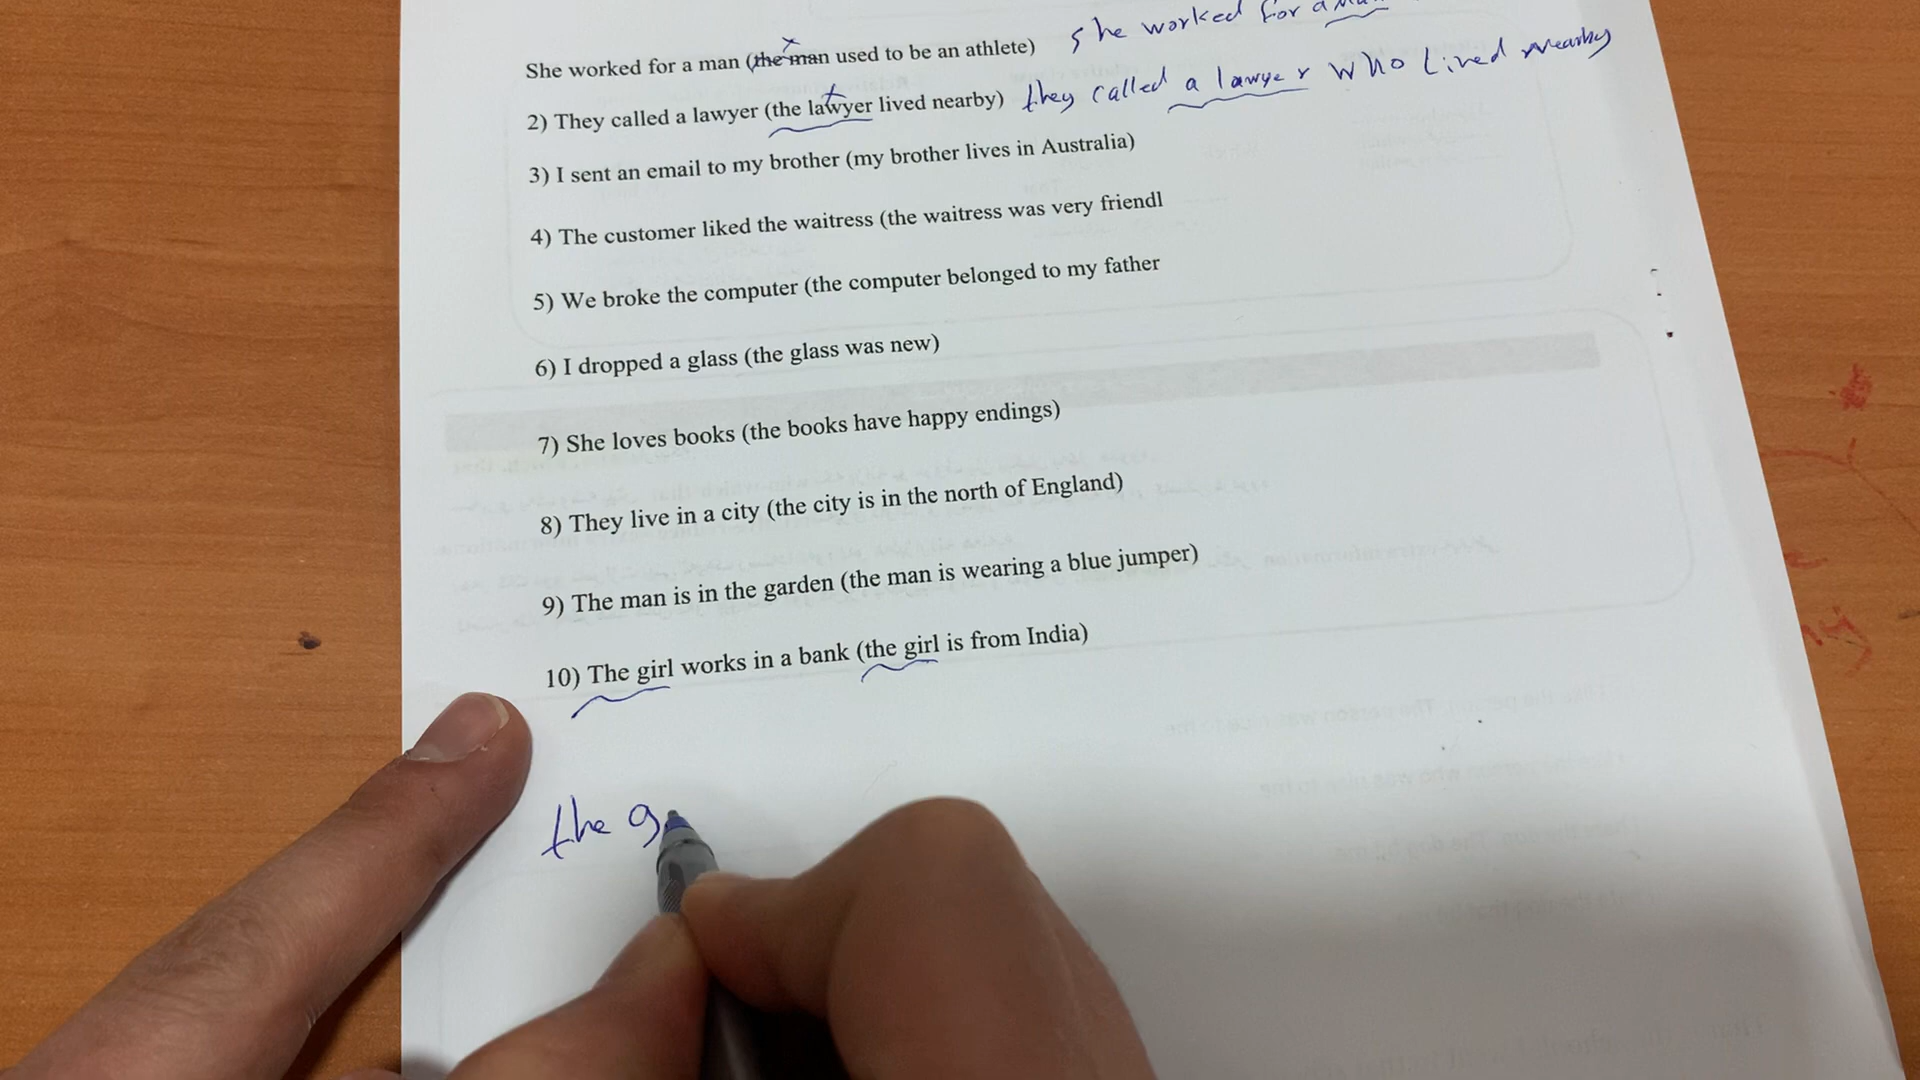 She worked for a man (the man used to be an athlete) she worked for a
2) They called a lawyer (the lawyer lived nearby) they called a lawyer who lived nearby
3) I sent an email to my brother (my brother lives in Australia)
4) The customer liked the waitress (the waitress was very friendl
5) We broke the computer (the computer belonged to my father
6) I dropped a glass (the glass was new)
7) She loves books (the books have happy endings)
8) They live in a city (the city is in the north of England)
9) The man is in the garden (the man is wearing a blue jumper)
10) The girl works in a bank (the girl is from India)
the g